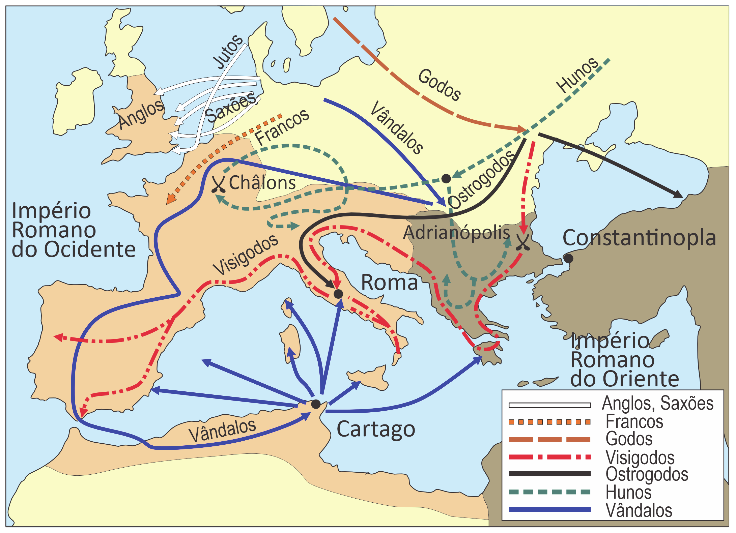 Jutos
Anglos
Saxões
Godos
Hunos
Vândalos
Francos
Châlons
Ostrogodos
Império
Romano
do Ocidente
Adrianópolis
Constantinopla
Visigodos
Roma
Império
Romano
do Oriente
Vândalos
Cartago
Anglos, Saxões
Francos
Godos
Visigodos
Ostrogodos
Hunos
Vândalos